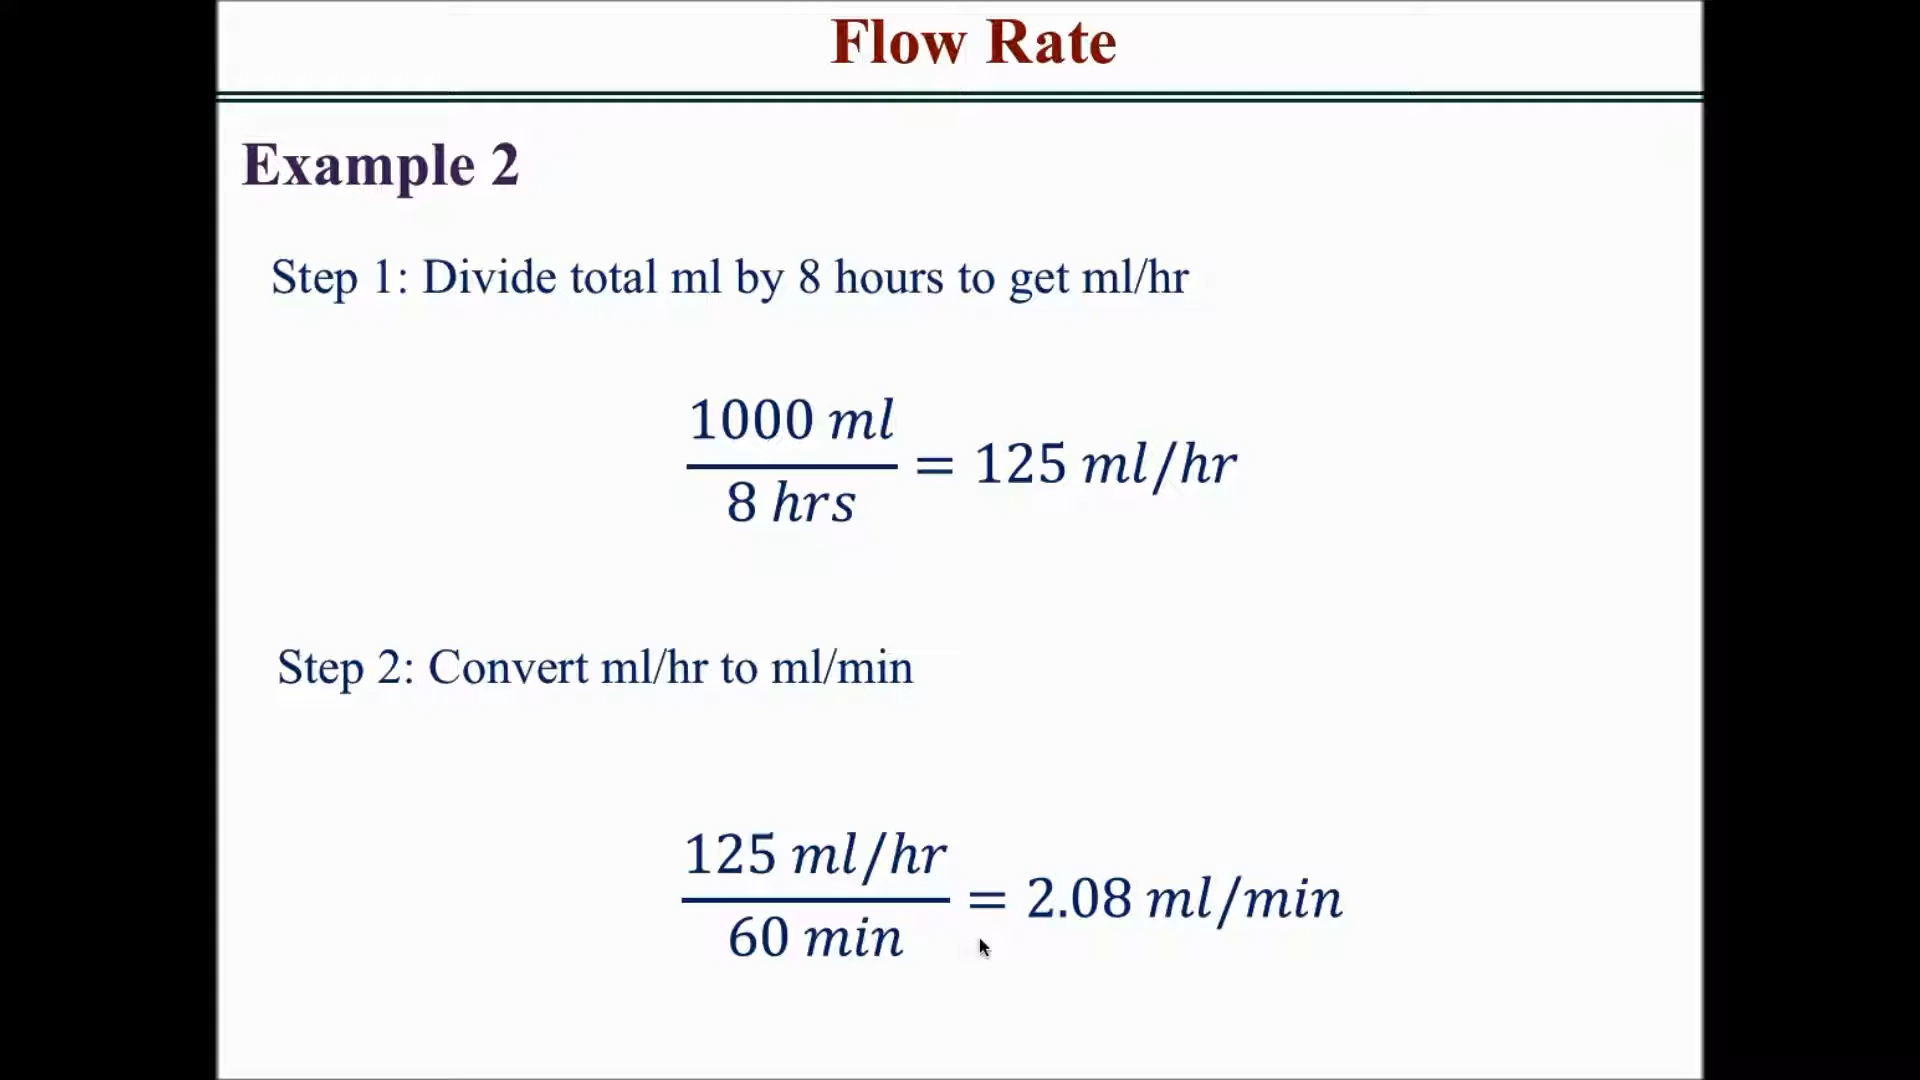 Flow Rate
Example 2
Step 1: Divide total ml by 8 hours to get ml/hr
1000 ml
8 hrs
= 125 ml/hr
Step 2: Convert ml/hr to ml/min
125 ml/hr
60 min
= 2.08 ml/min